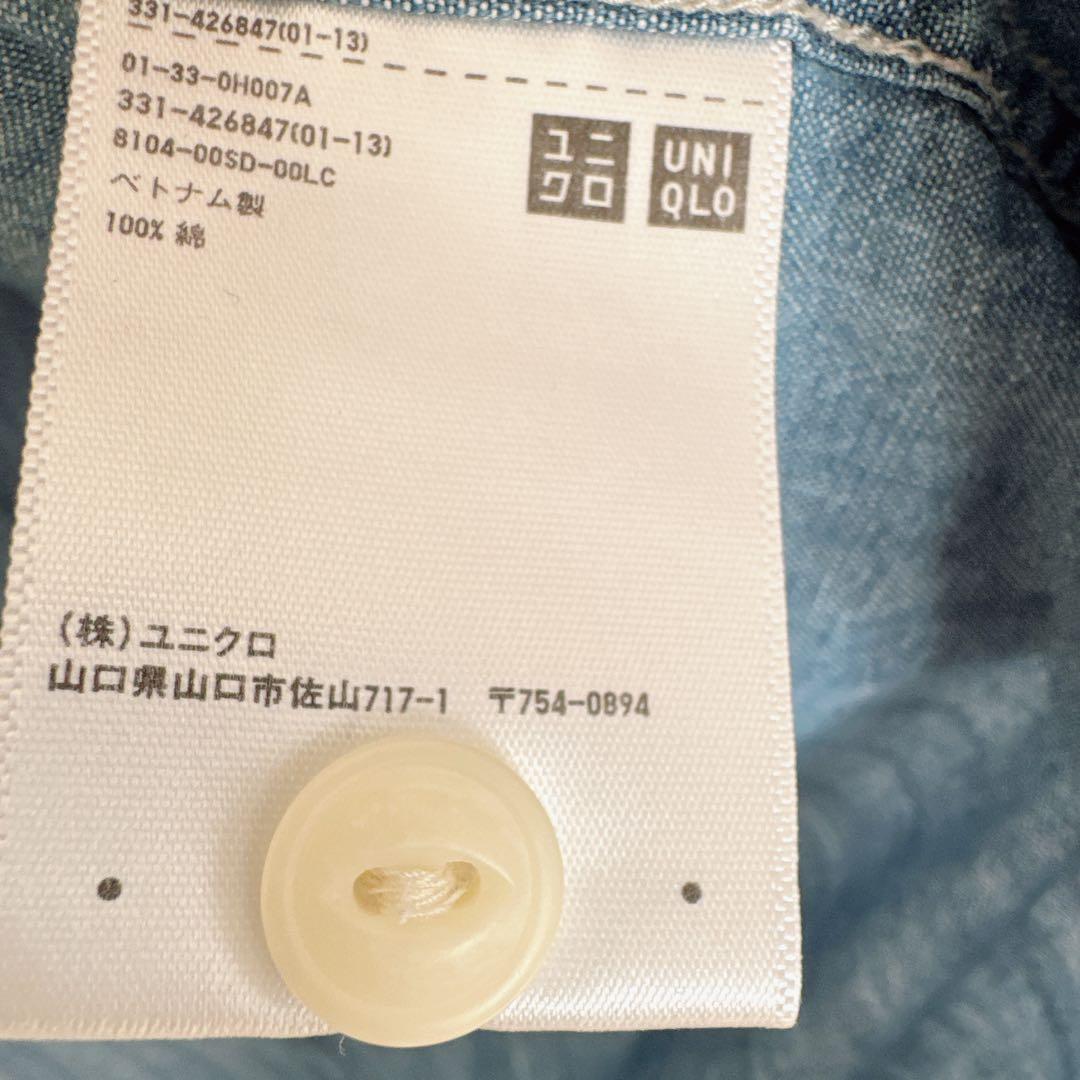 331-426847(01-13)
01-33-0H007A
331-426847(01-13)
8104-00SD-00LC
ベトナム製
100% 綿
ユニ
クロ
UNI
QLO
(株)ユニクロ
山口県山口市佐山717-1 〒754-0894